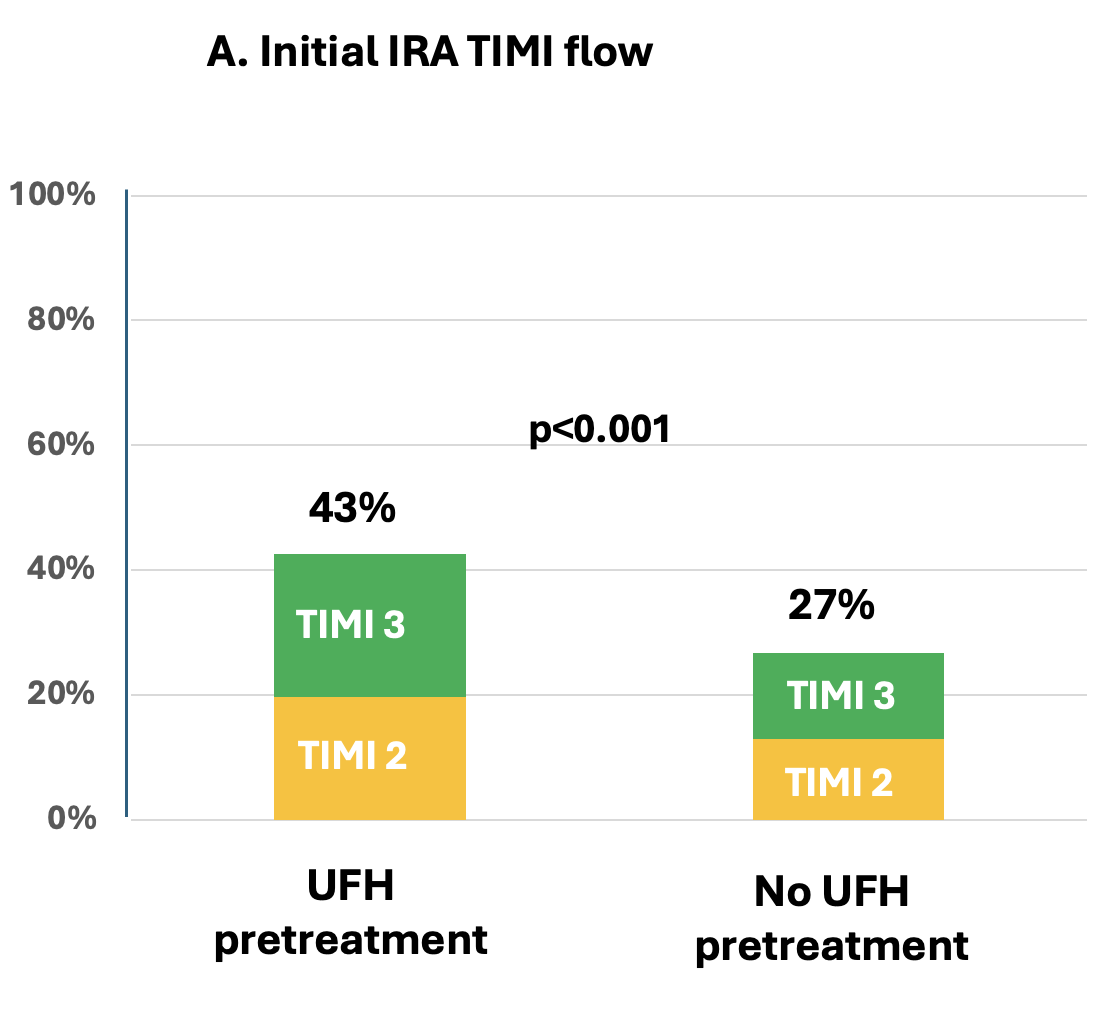 A. Initial IRA TIMI flow
100%
80%
60%
40%
20%
0%
p<0.001
43%
27%
TIMI 3
TIMI 2
TIMI 3
TIMI 2
UFH
pretreatment
No UFH
pretreatment